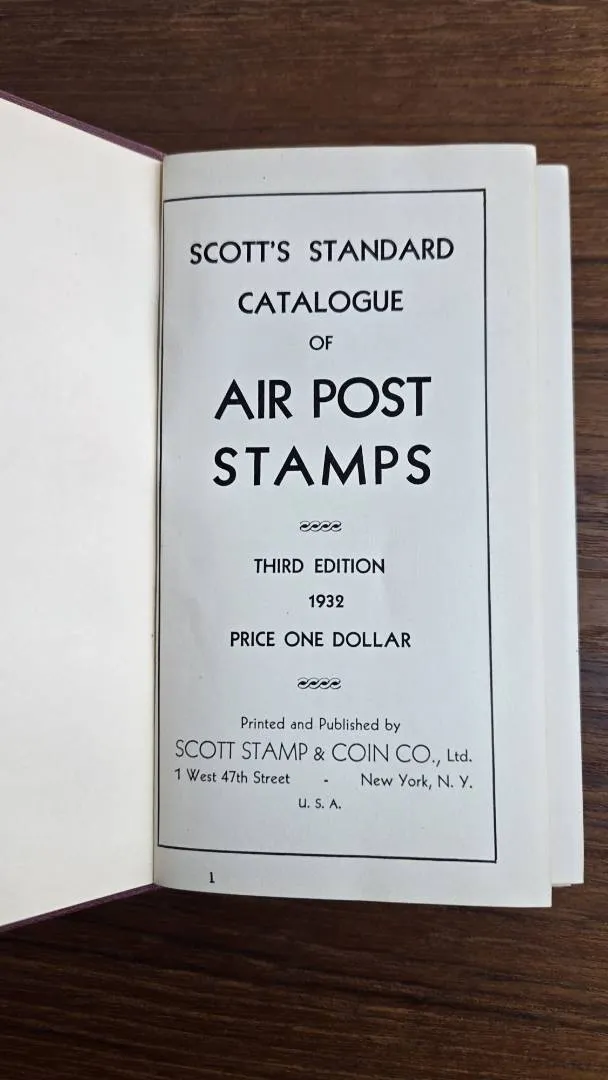 SCOTT'S STANDARD
CATALOGUE
OF
AIR POST
STAMPS
THIRD EDITION
1932
PRICE ONE DOLLAR
Printed and Published by
SCOTT STAMP & COIN CO., Ltd.
1 West 47th Street - New York, N. Y.
U. S. A.
1